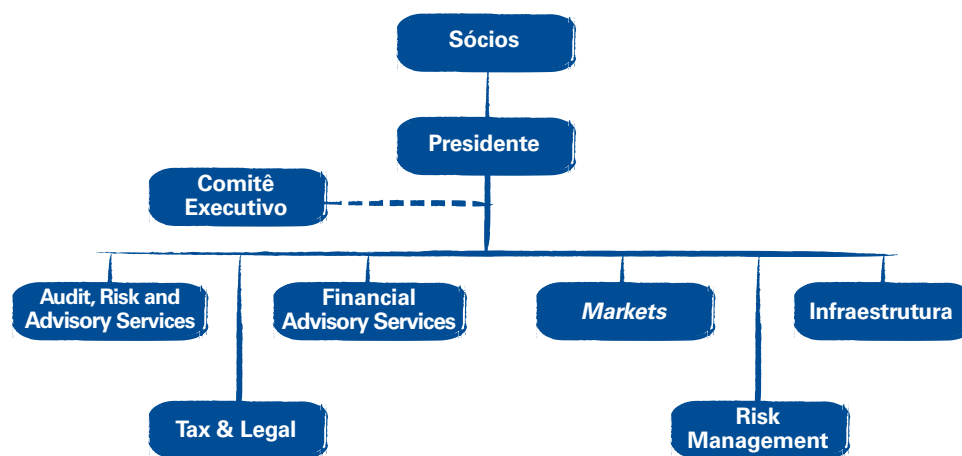 Sócios
Presidente
Comitê
Executivo
Audit, Risk and
Advisory Services
Financial
Advisory Services
Markets
Infraestrutura
Tax & Legal
Risk
Management